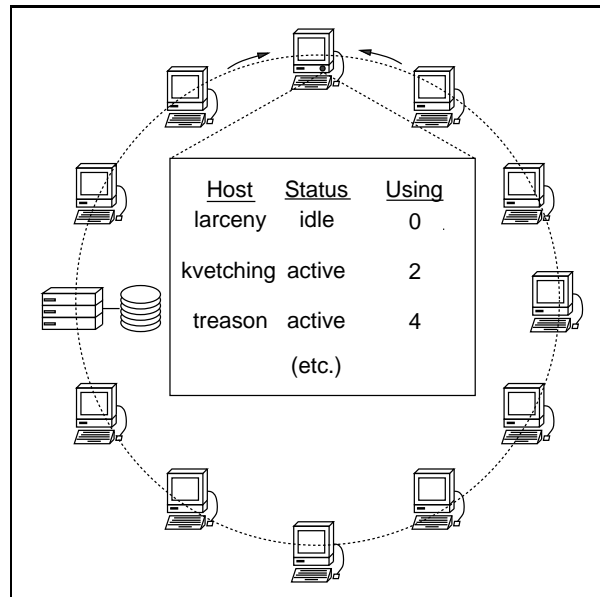 Host Status Using
larceny idle 0
kvetching active 2
treason active 4
(etc.)